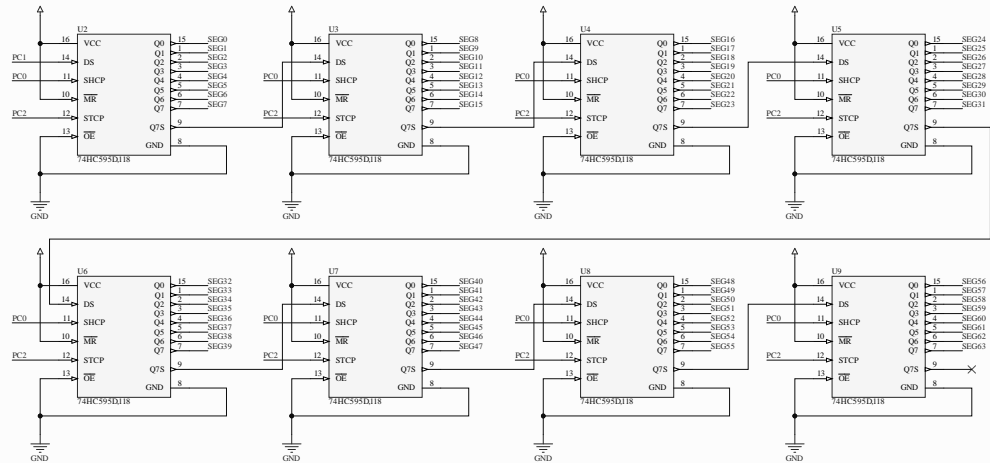 U2
16 VCC Q0 15 SEG0
Q1 1 SEG1
PC1 14 DS Q2 2 SEG2
Q3 3 SEG3
PC0 11 SHCP Q4 4 SEG4
Q5 5 SEG5
10 MR Q6 6 SEG6
Q7 7 SEG7
PC2 12 STCP
Q7S 9
13 OE
GND 8
74HC595D,118
GND
U3
16 VCC Q0 15 SEG8
Q1 1 SEG9
14 DS Q2 2 SEG10
Q3 3 SEG11
PC0 11 SHCP Q4 4 SEG12
Q5 5 SEG13
10 MR Q6 6 SEG14
Q7 7 SEG15
PC2 12 STCP
Q7S 9
13 OE
GND 8
74HC595D,118
GND
U4
16 VCC Q0 15 SEG16
Q1 1 SEG17
14 DS Q2 2 SEG18
Q3 3 SEG19
PC0 11 SHCP Q4 4 SEG20
Q5 5 SEG21
10 MR Q6 6 SEG22
Q7 7 SEG23
PC2 12 STCP
Q7S 9
13 OE
GND 8
74HC595D,118
GND
U5
16 VCC Q0 15 SEG24
Q1 1 SEG25
14 DS Q2 2 SEG26
Q3 3 SEG27
PC0 11 SHCP Q4 4 SEG28
Q5 5 SEG29
10 MR Q6 6 SEG30
Q7 7 SEG31
PC2 12 STCP
Q7S 9
13 OE
GND 8
74HC595D,118
GND
U6
16 VCC Q0 15 SEG32
Q1 1 SEG33
14 DS Q2 2 SEG34
Q3 3 SEG35
PC0 11 SHCP Q4 4 SEG36
Q5 5 SEG37
10 MR Q6 6 SEG38
Q7 7 SEG39
PC2 12 STCP
Q7S 9
13 OE
GND 8
74HC595D,118
GND
U7
16 VCC Q0 15 SEG40
Q1 1 SEG41
14 DS Q2 2 SEG42
Q3 3 SEG43
PC0 11 SHCP Q4 4 SEG44
Q5 5 SEG45
10 MR Q6 6 SEG46
Q7 7 SEG47
PC2 12 STCP
Q7S 9
13 OE
GND 8
74HC595D,118
GND
U8
16 VCC Q0 15 SEG48
Q1 1 SEG49
14 DS Q2 2 SEG50
Q3 3 SEG51
PC0 11 SHCP Q4 4 SEG52
Q5 5 SEG53
10 MR Q6 6 SEG54
Q7 7 SEG55
PC2 12 STCP
Q7S 9
13 OE
GND 8
74HC595D,118
GND
U9
16 VCC Q0 15 SEG56
Q1 1 SEG57
14 DS Q2 2 SEG58
Q3 3 SEG59
PC0 11 SHCP Q4 4 SEG60
Q5 5 SEG61
10 MR Q6 6 SEG62
Q7 7 SEG63
PC2 12 STCP
Q7S 9
13 OE
GND 8
74HC595D,118
GND